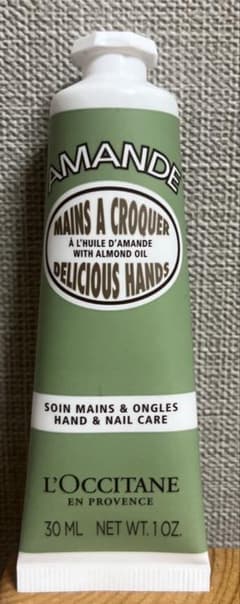 AMANDE
MAINS A CROQUER
À L'HUILE D'AMANDE
WITH ALMOND OIL
DELICIOUS HANDS
SOIN MAINS & ONGLES
HAND & NAIL CARE
L'OCCITANE
EN PROVENCE
30 ML NET WT. 1 OZ.